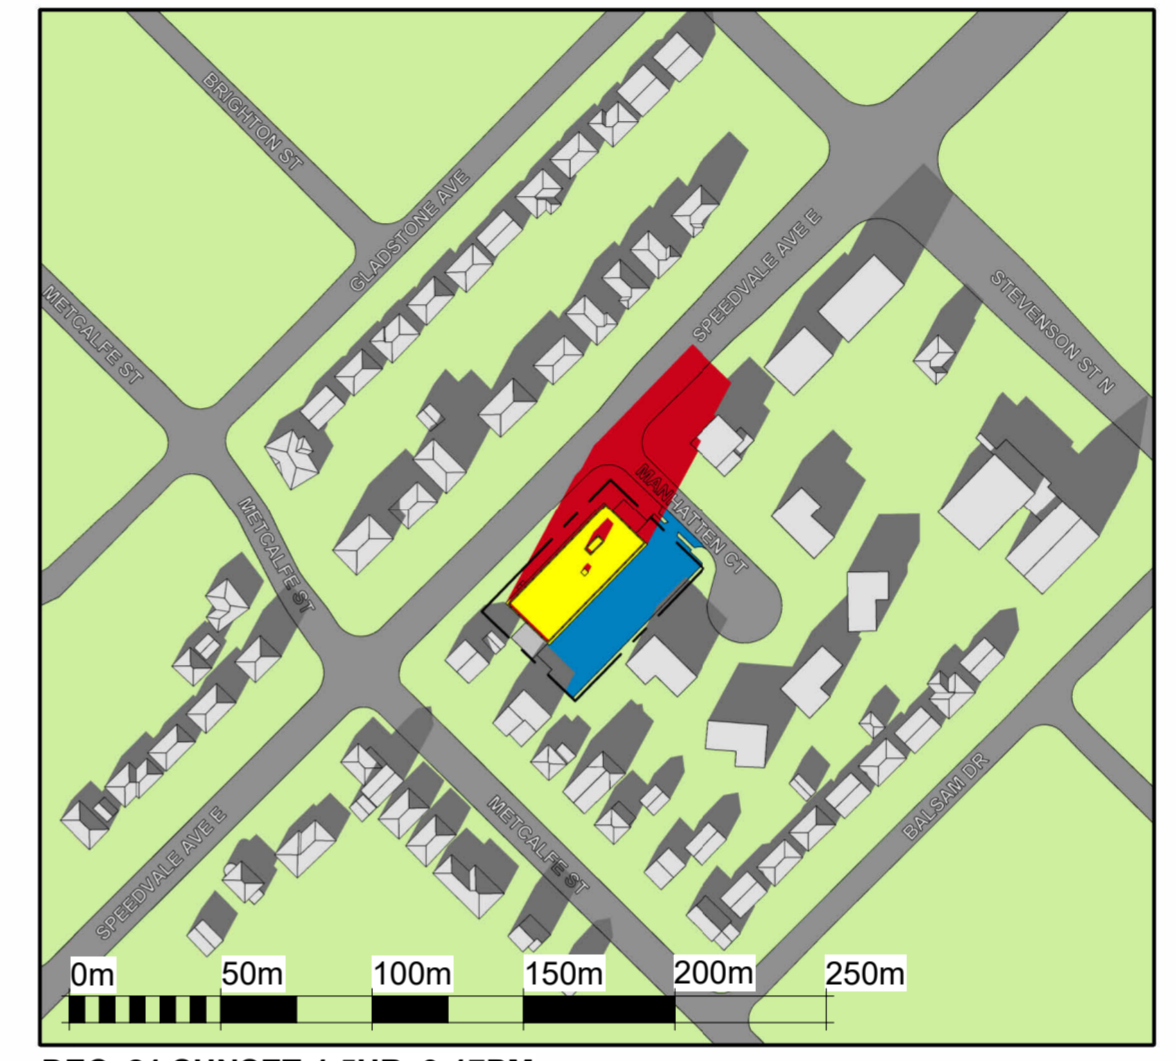 BRIGHTON ST
GLADSTONE AVE
METCALFE ST
SPEEDVALE AVE E
STEVENSON ST N
MANHATTEN CT
METCALFE ST
METCALFE ST
SPEEDVALE AVE E
BALSAM DR
0m 50m 100m 150m 200m 250m